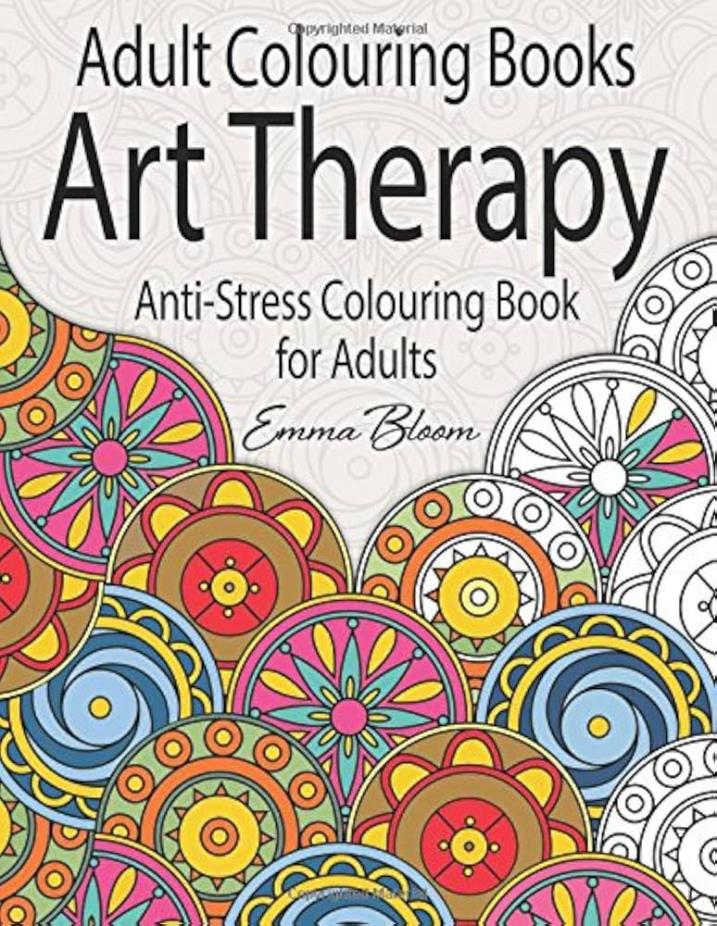 Copyrighted Material
Adult Colouring Books
Art Therapy
Anti-Stress Colouring Book
for Adults
Emma Bloom
Copyrighted Material